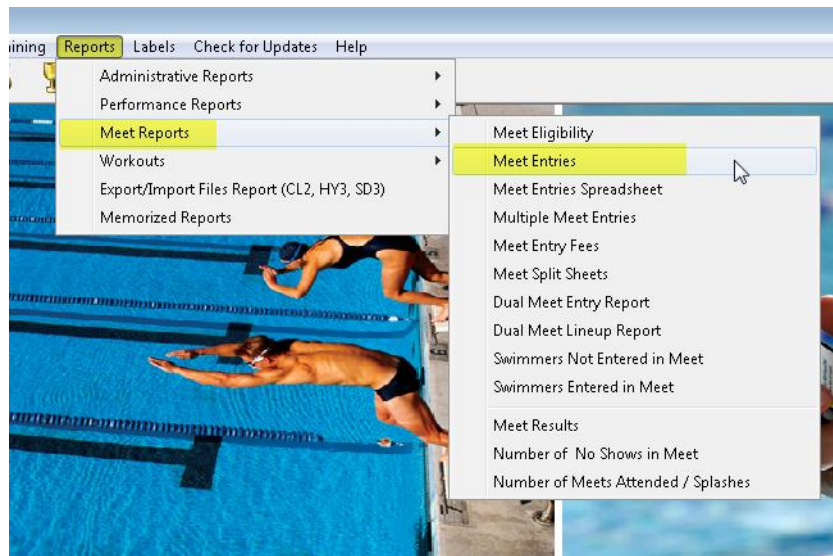 Reports Labels Check for Updates Help
Administrative Reports
Performance Reports
Meet Reports
Workouts
Export/Import Files Report (CL2, HY3, SD3)
Memorized Reports
Meet Eligibility
Meet Entries
Meet Entries Spreadsheet
Multiple Meet Entries
Meet Entry Fees
Meet Split Sheets
Dual Meet Entry Report
Dual Meet Lineup Report
Swimmers Not Entered in Meet
Swimmers Entered in Meet
Meet Results
Number of No Shows in Meet
Number of Meets Attended / Splashes